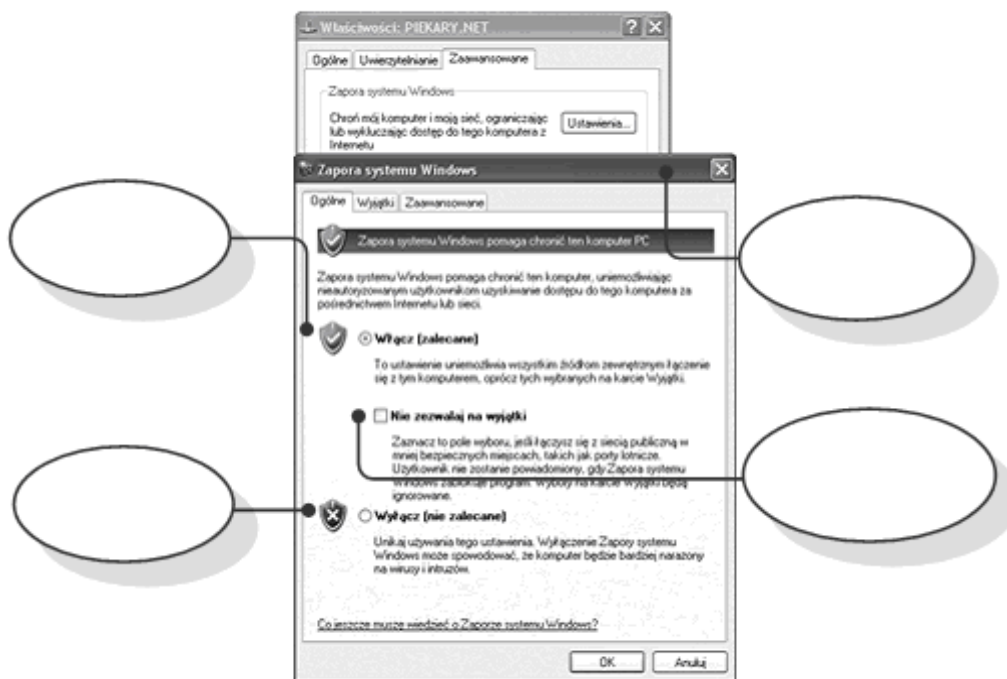 Właściwości: PIEKARY.NET
Ogólne Uwierzytelnianie Zaawansowane
Zapora systemu Windows
Chroń mój komputer i moją sieć, ograniczając
lub wykluczając dostęp do tego komputera z
Internetu
Ustawienia...
Zapora systemu Windows
Ogólne Wyjątki Zaawansowane
Zapora systemu Windows pomaga chronić ten komputer PC
Zapora systemu Windows pomaga chronić ten komputer, uniemożliwiając
nieautoryzowanym użytkownikom uzyskiwanie dostępu do tego komputera za
pośrednictwem Internetu lub sieci.
Włącz (zalecane)
To ustawienie uniemożliwia wszystkim źródłom zewnętrznym łączenie
się z tym komputerem, oprócz tych wybranych na karcie Wyjątki.
Nie zezwalaj na wyjątki
Zaznacz to pole wyboru, jeśli łączysz się z siecią publiczną w
mniej bezpiecznych miejscach, takich jak porty lotnicze.
Użytkownik nie zostanie powiadomiony, gdy Zapora systemu
Windows zablokuje program. Wybory na karcie Wyjątki będą
ignorowane.
Wyłącz (nie zalecane)
Unikaj używania tego ustawienia. Wyłączenie Zapory systemu
Windows może spowodować, że komputer będzie bardziej narażony
na wirusy i intruzów.
Co jeszcze muszę wiedzieć o Zaporze systemu Windows?
OK Anuluj